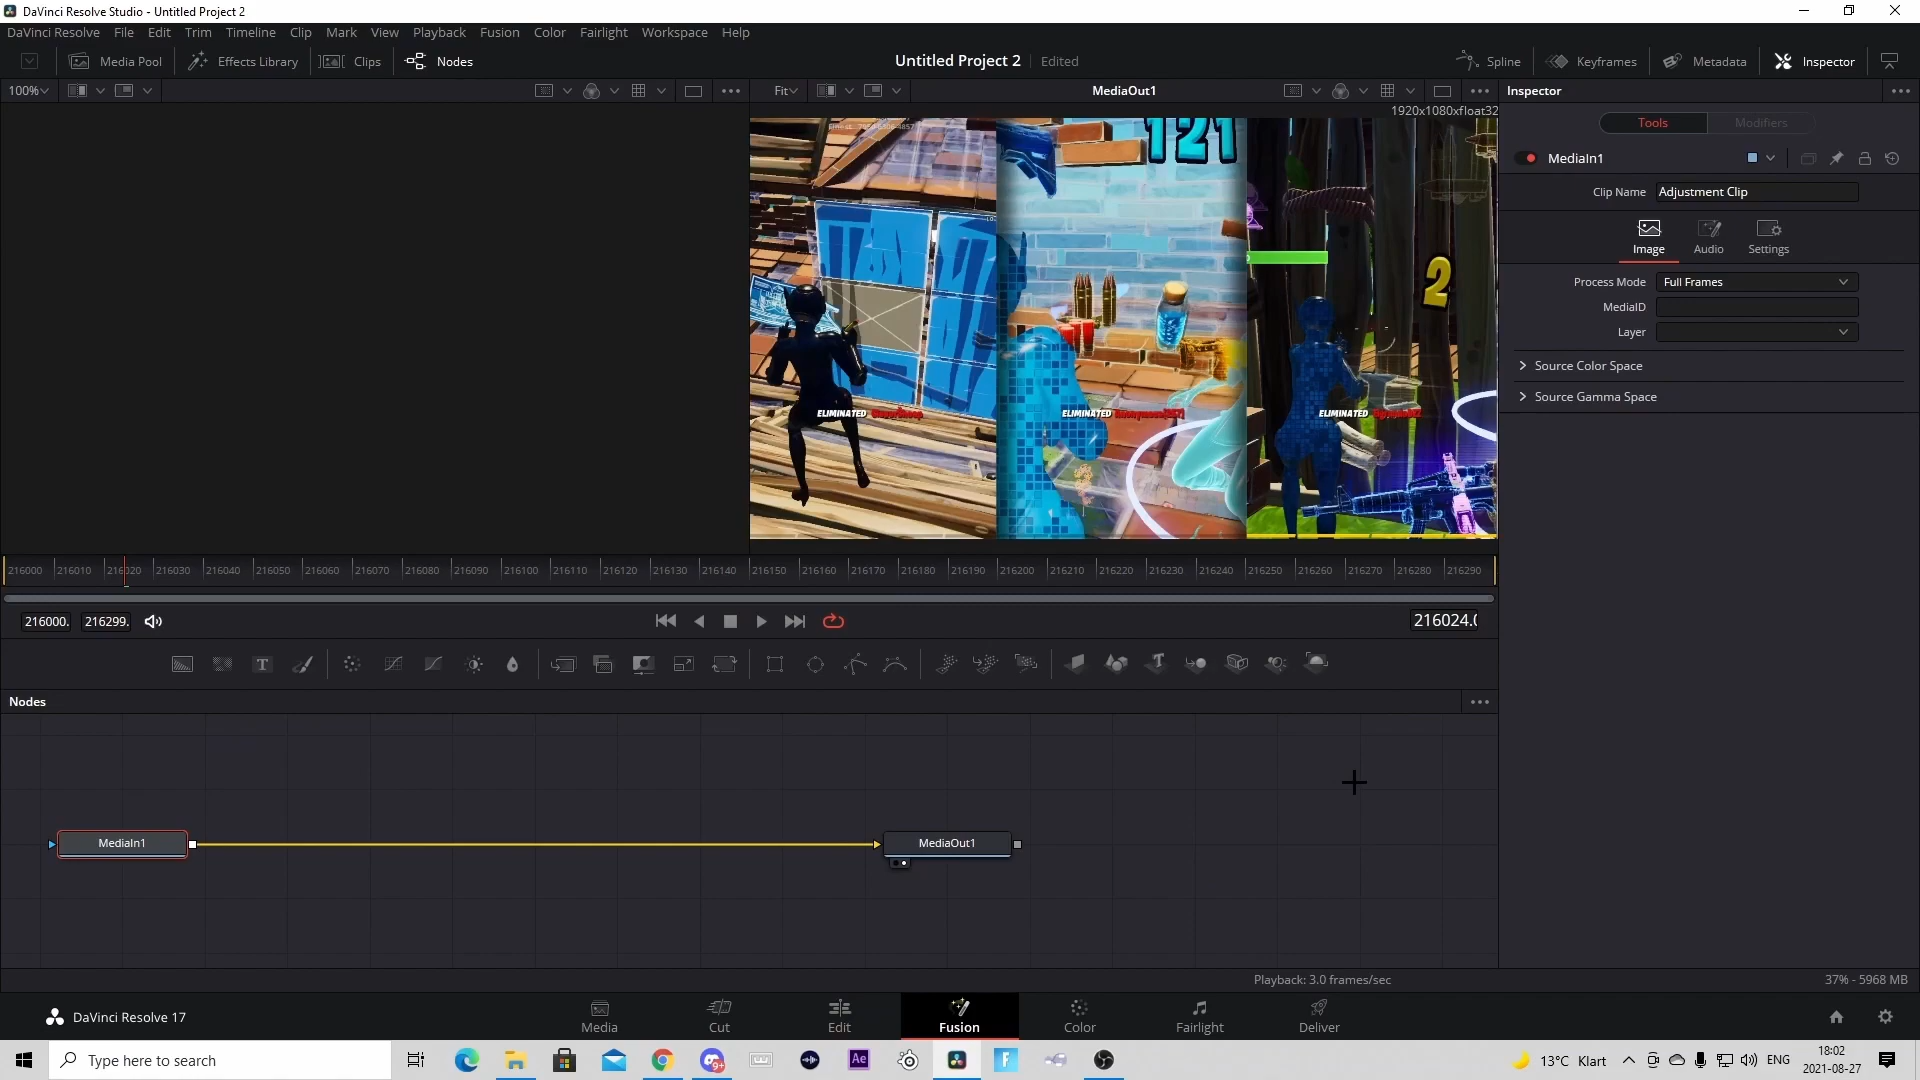 DaVinci Resolve Studio - Untitled Project 2
DaVinci Resolve File Edit Trim Timeline Clip Mark View Playback Fusion Color Fairlight Workspace Help
Media Pool Effects Library Clips Nodes Untitled Project 2 Edited Spline Keyframes Metadata Inspector
100% Fit MediaOut1 Inspector
1920x1080xfloat32
Tools Modifiers
MediaIn1
Clip Name Adjustment Clip
Image Audio Settings
Process Mode Full Frames
MediaID
Layer
Source Color Space
Source Gamma Space
121
2
ELIMINATED
ELIMINATED
ELIMINATED
216000 216010 216020 216030 216040 216050 216060 216070 216080 216090 216100 216110 216120 216130 216140 216150 216160 216170 216180 216190 216200 216210 216220 216230 216240 216250 216260 216270 216280 216290
216000. 216299. 216024.0
T
Nodes
MediaIn1 MediaOut1
Playback: 3.0 frames/sec 37% - 5968 MB
DaVinci Resolve 17
Media Cut Edit Fusion Color Fairlight Deliver
Type here to search
9+
Ae
F
13°C Klart ENG
18:02
2021-08-27